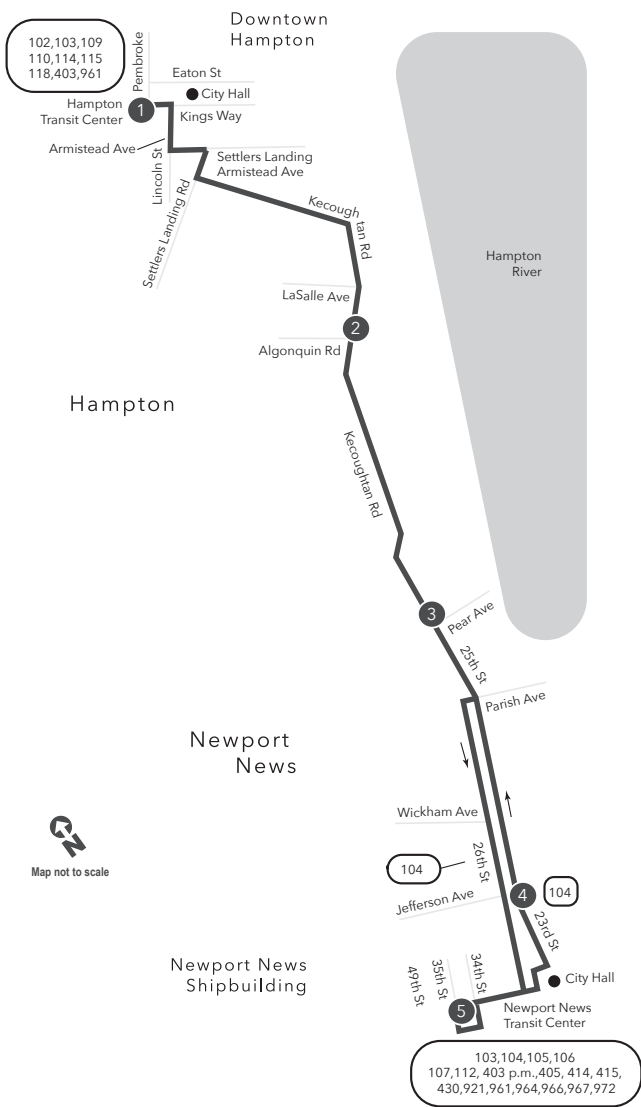 Downtown
Hampton
102,103,109
110,114,115
118,403,961
Pembroke
Eaton St
City Hall
Hampton
Transit Center
1
Kings Way
Armistead Ave
Lincoln St
Settlers Landing
Armistead Ave
Settlers Landing Rd
Kecoughtan Rd
Hampton
River
LaSalle Ave
2
Algonquin Rd
Hampton
Kecoughtan Rd
3
Pear Ave
25th St
Parish Ave
Newport
News
Wickham Ave
N
Map not to scale
26th St
104
Jefferson Ave
4
104
23rd St
Newport News
Shipbuilding
34th St
35th St
49th St
City Hall
5
Newport News
Transit Center
103,104,105,106
107,112, 403 p.m.,405, 414, 415,
430,921,961,964,966,967,972